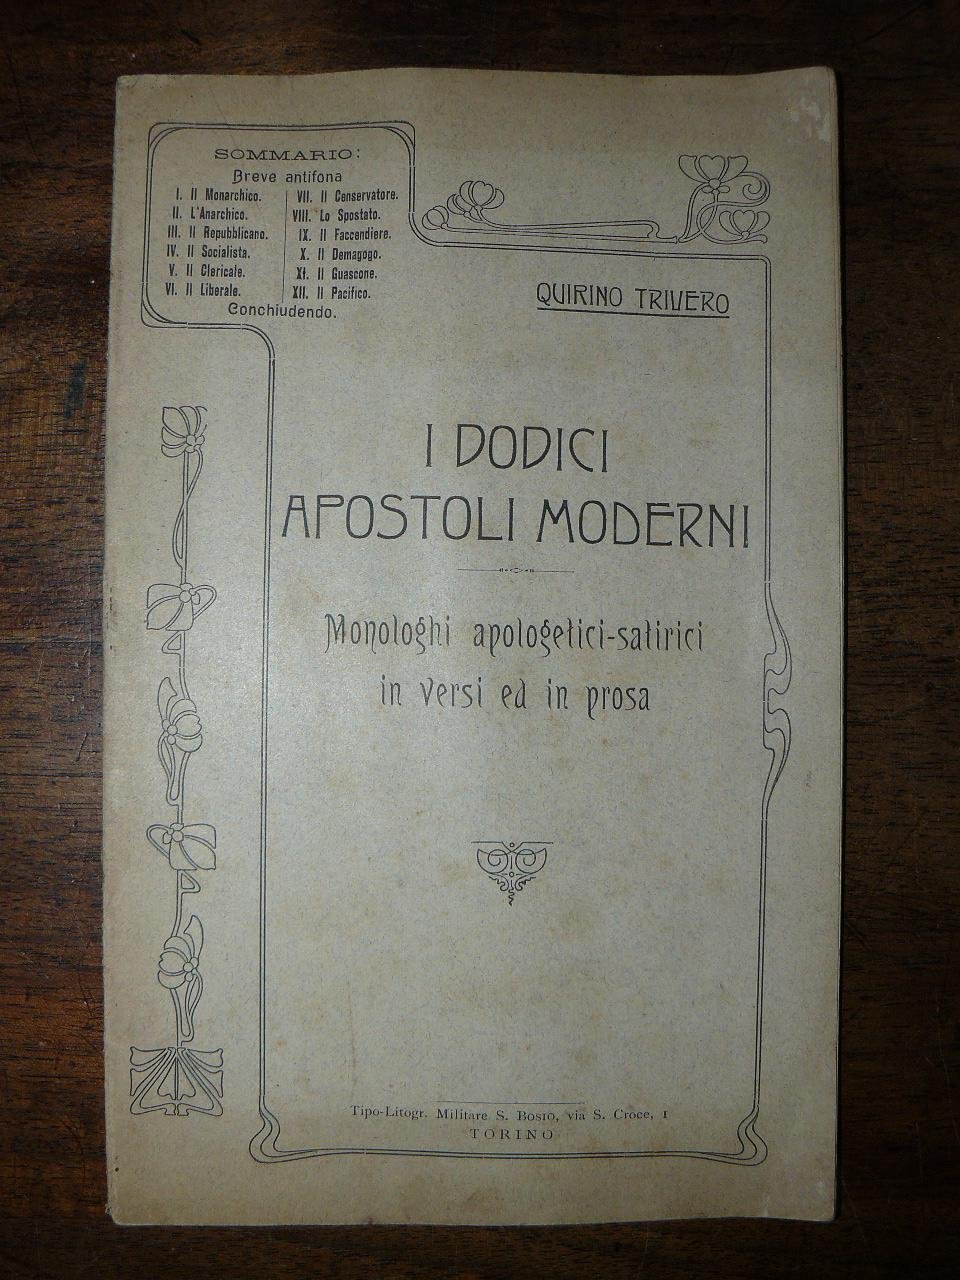 SOMMARIO:
Breve antifona
I. Il Monarchico.
II. L'Anarchico.
III. Il Repubblicano.
IV. Il Socialista.
V. Il Clericale.
VI. Il Liberale.
VII. Il Conservatore.
VIII. Lo Spostato.
IX. Il Faccendiere.
X. Il Demagogo.
XI. Il Guascone.
XII. Il Pacifico.
Conchiudendo.
QUIRINO TRIVERO
I DODICI
APOSTOLI MODERNI
Monologhi apologetici-satirici
in versi ed in prosa
Tipo-Litogr. Militare S. Bosio, via S. Croce, 1
TORINO